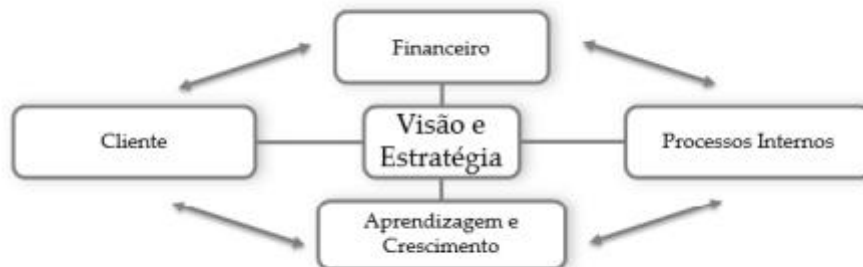 Financeiro
Cliente
Visão e
Estratégia
Processos Internos
Aprendizagem e
Crescimento